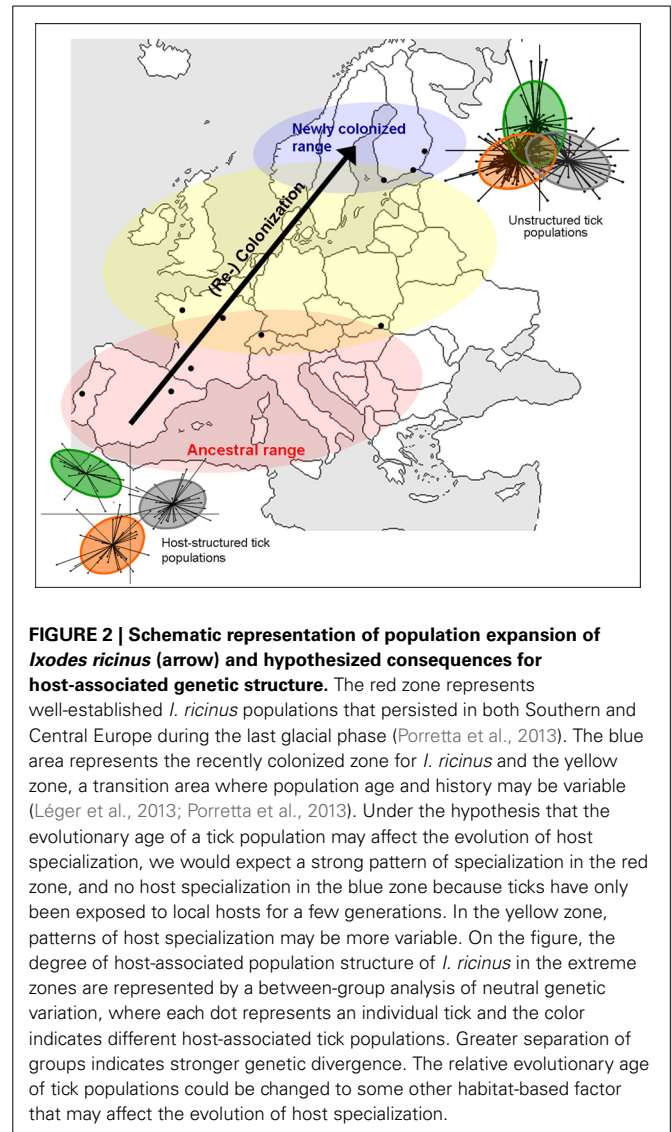 Newly colonized
range
(Re-) Colonization
Unstructured tick
populations
Ancestral range
Host-structured tick
populations
FIGURE 2 | Schematic representation of population expansion of
Ixodes ricinus (arrow) and hypothesized consequences for
host-associated genetic structure. The red zone represents
well-established I. ricinus populations that persisted in both Southern and
Central Europe during the last glacial phase (Porretta et al., 2013). The blue
area represents the recently colonized zone for I. ricinus and the yellow
zone, a transition area where population age and history may be variable
(Léger et al., 2013; Porretta et al., 2013). Under the hypothesis that the
evolutionary age of a tick population may affect the evolution of host
specialization, we would expect a strong pattern of specialization in the red
zone, and no host specialization in the blue zone because ticks have only
been exposed to local hosts for a few generations. In the yellow zone,
patterns of host specialization may be more variable. On the figure, the
degree of host-associated population structure of I. ricinus in the extreme
zones are represented by a between-group analysis of neutral genetic
variation, where each dot represents an individual tick and the color
indicates different host-associated tick populations. Greater separation of
groups indicates stronger genetic divergence. The relative evolutionary age
of tick populations could be changed to some other habitat-based factor
that may affect the evolution of host specialization.